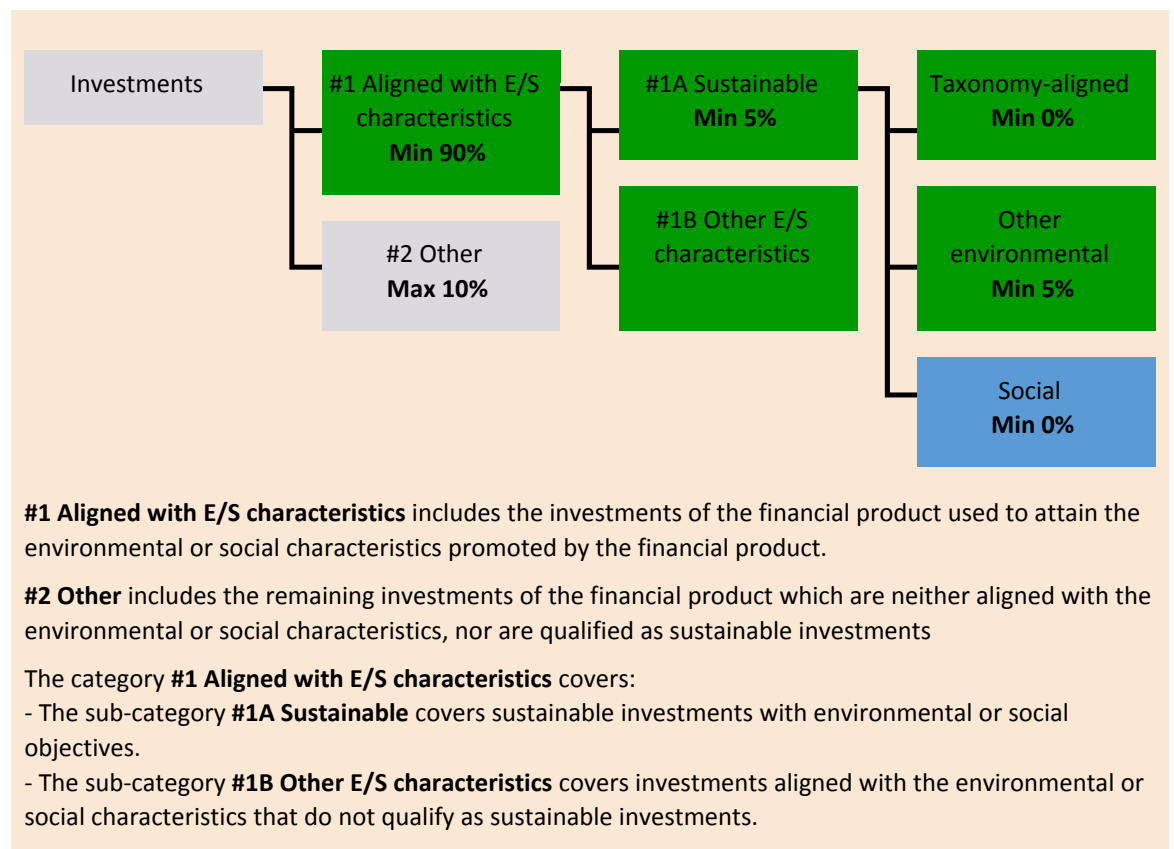 Investments
#1 Aligned with E/S
characteristics
Min 90%
#2 Other
Max 10%
#1A Sustainable
Min 5%
#1B Other E/S
characteristics
Taxonomy-aligned
Min 0%
Other
environmental
Min 5%
Social
Min 0%
#1 Aligned with E/S characteristics includes the investments of the financial product used to attain the
environmental or social characteristics promoted by the financial product.
#2 Other includes the remaining investments of the financial product which are neither aligned with the
environmental or social characteristics, nor are qualified as sustainable investments
The category #1 Aligned with E/S characteristics covers:
- The sub-category #1A Sustainable covers sustainable investments with environmental or social
objectives.
- The sub-category #1B Other E/S characteristics covers investments aligned with the environmental or
social characteristics that do not qualify as sustainable investments.